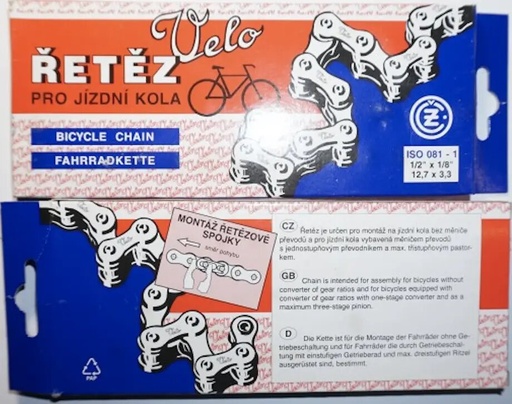 Velo
ŘETĚZ
PRO JÍZDNÍ KOLA
BICYCLE CHAIN
FAHRRADKETTE
ČZ
ISO 081 - 1
1/2" x 1/8"
12,7 x 3,3
MONTÁŽ ŘETĚZOVÉ
SPOJKY
směr pohybu
CZ Řetěz je určen pro montáž na jízdní kola bez měniče
převodů a pro jízdní kola vybavená měničem převodů
s jednostupňovým převodníkem a max. třístupňovým pastor-
kem.
GB Chain is intended for assembly for bicycles without
converter of gear ratios and for bicycles equipped with
converter of gear ratios with one-stage converter and as a
maximum three-stage pinion.
D Die Kette ist für die Montage der Fahrräder ohne Ge-
triebeschaltung und für Fahrräder die durch Getriebeschal-
tung mit einstufigen Getrieberad und max. dreistufigen Ritzel
ausgerüstet sind, bestimmt.
Velo
PAP